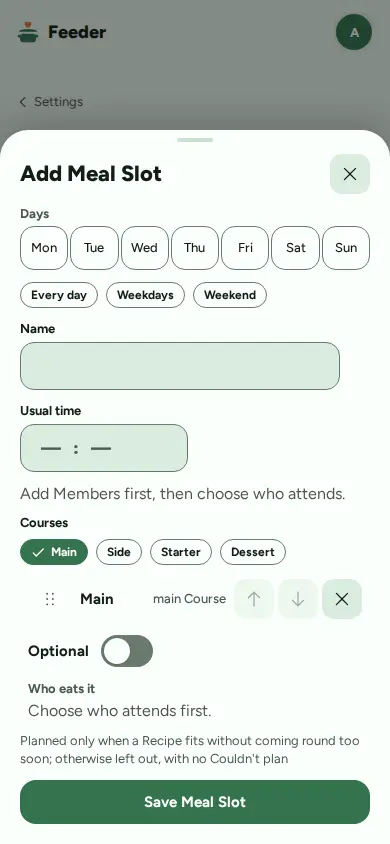 Feeder
A
Settings
Add Meal Slot
Days
Mon Tue Wed Thu Fri Sat Sun
Every day Weekdays Weekend
Name
Usual time
— : —
Add Members first, then choose who attends.
Courses
Main Side Starter Dessert
Main main Course
Optional
Who eats it
Choose who attends first.
Planned only when a Recipe fits without coming round too
soon; otherwise left out, with no Couldn't plan
Save Meal Slot